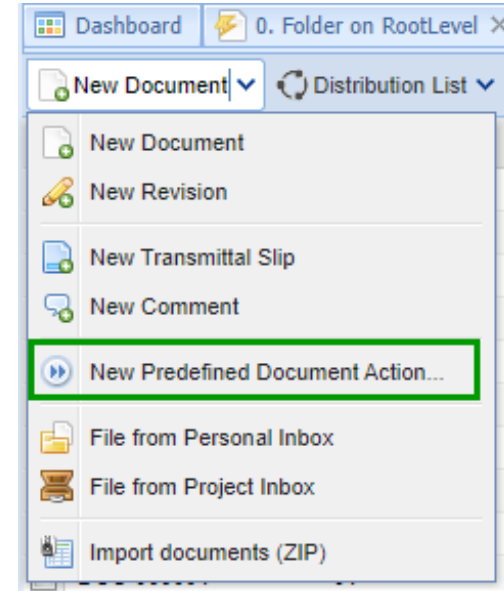 Dashboard 0. Folder on RootLevel
New Document Distribution List
New Document
New Revision
New Transmittal Slip
New Comment
New Predefined Document Action...
File from Personal Inbox
File from Project Inbox
Import documents (ZIP)